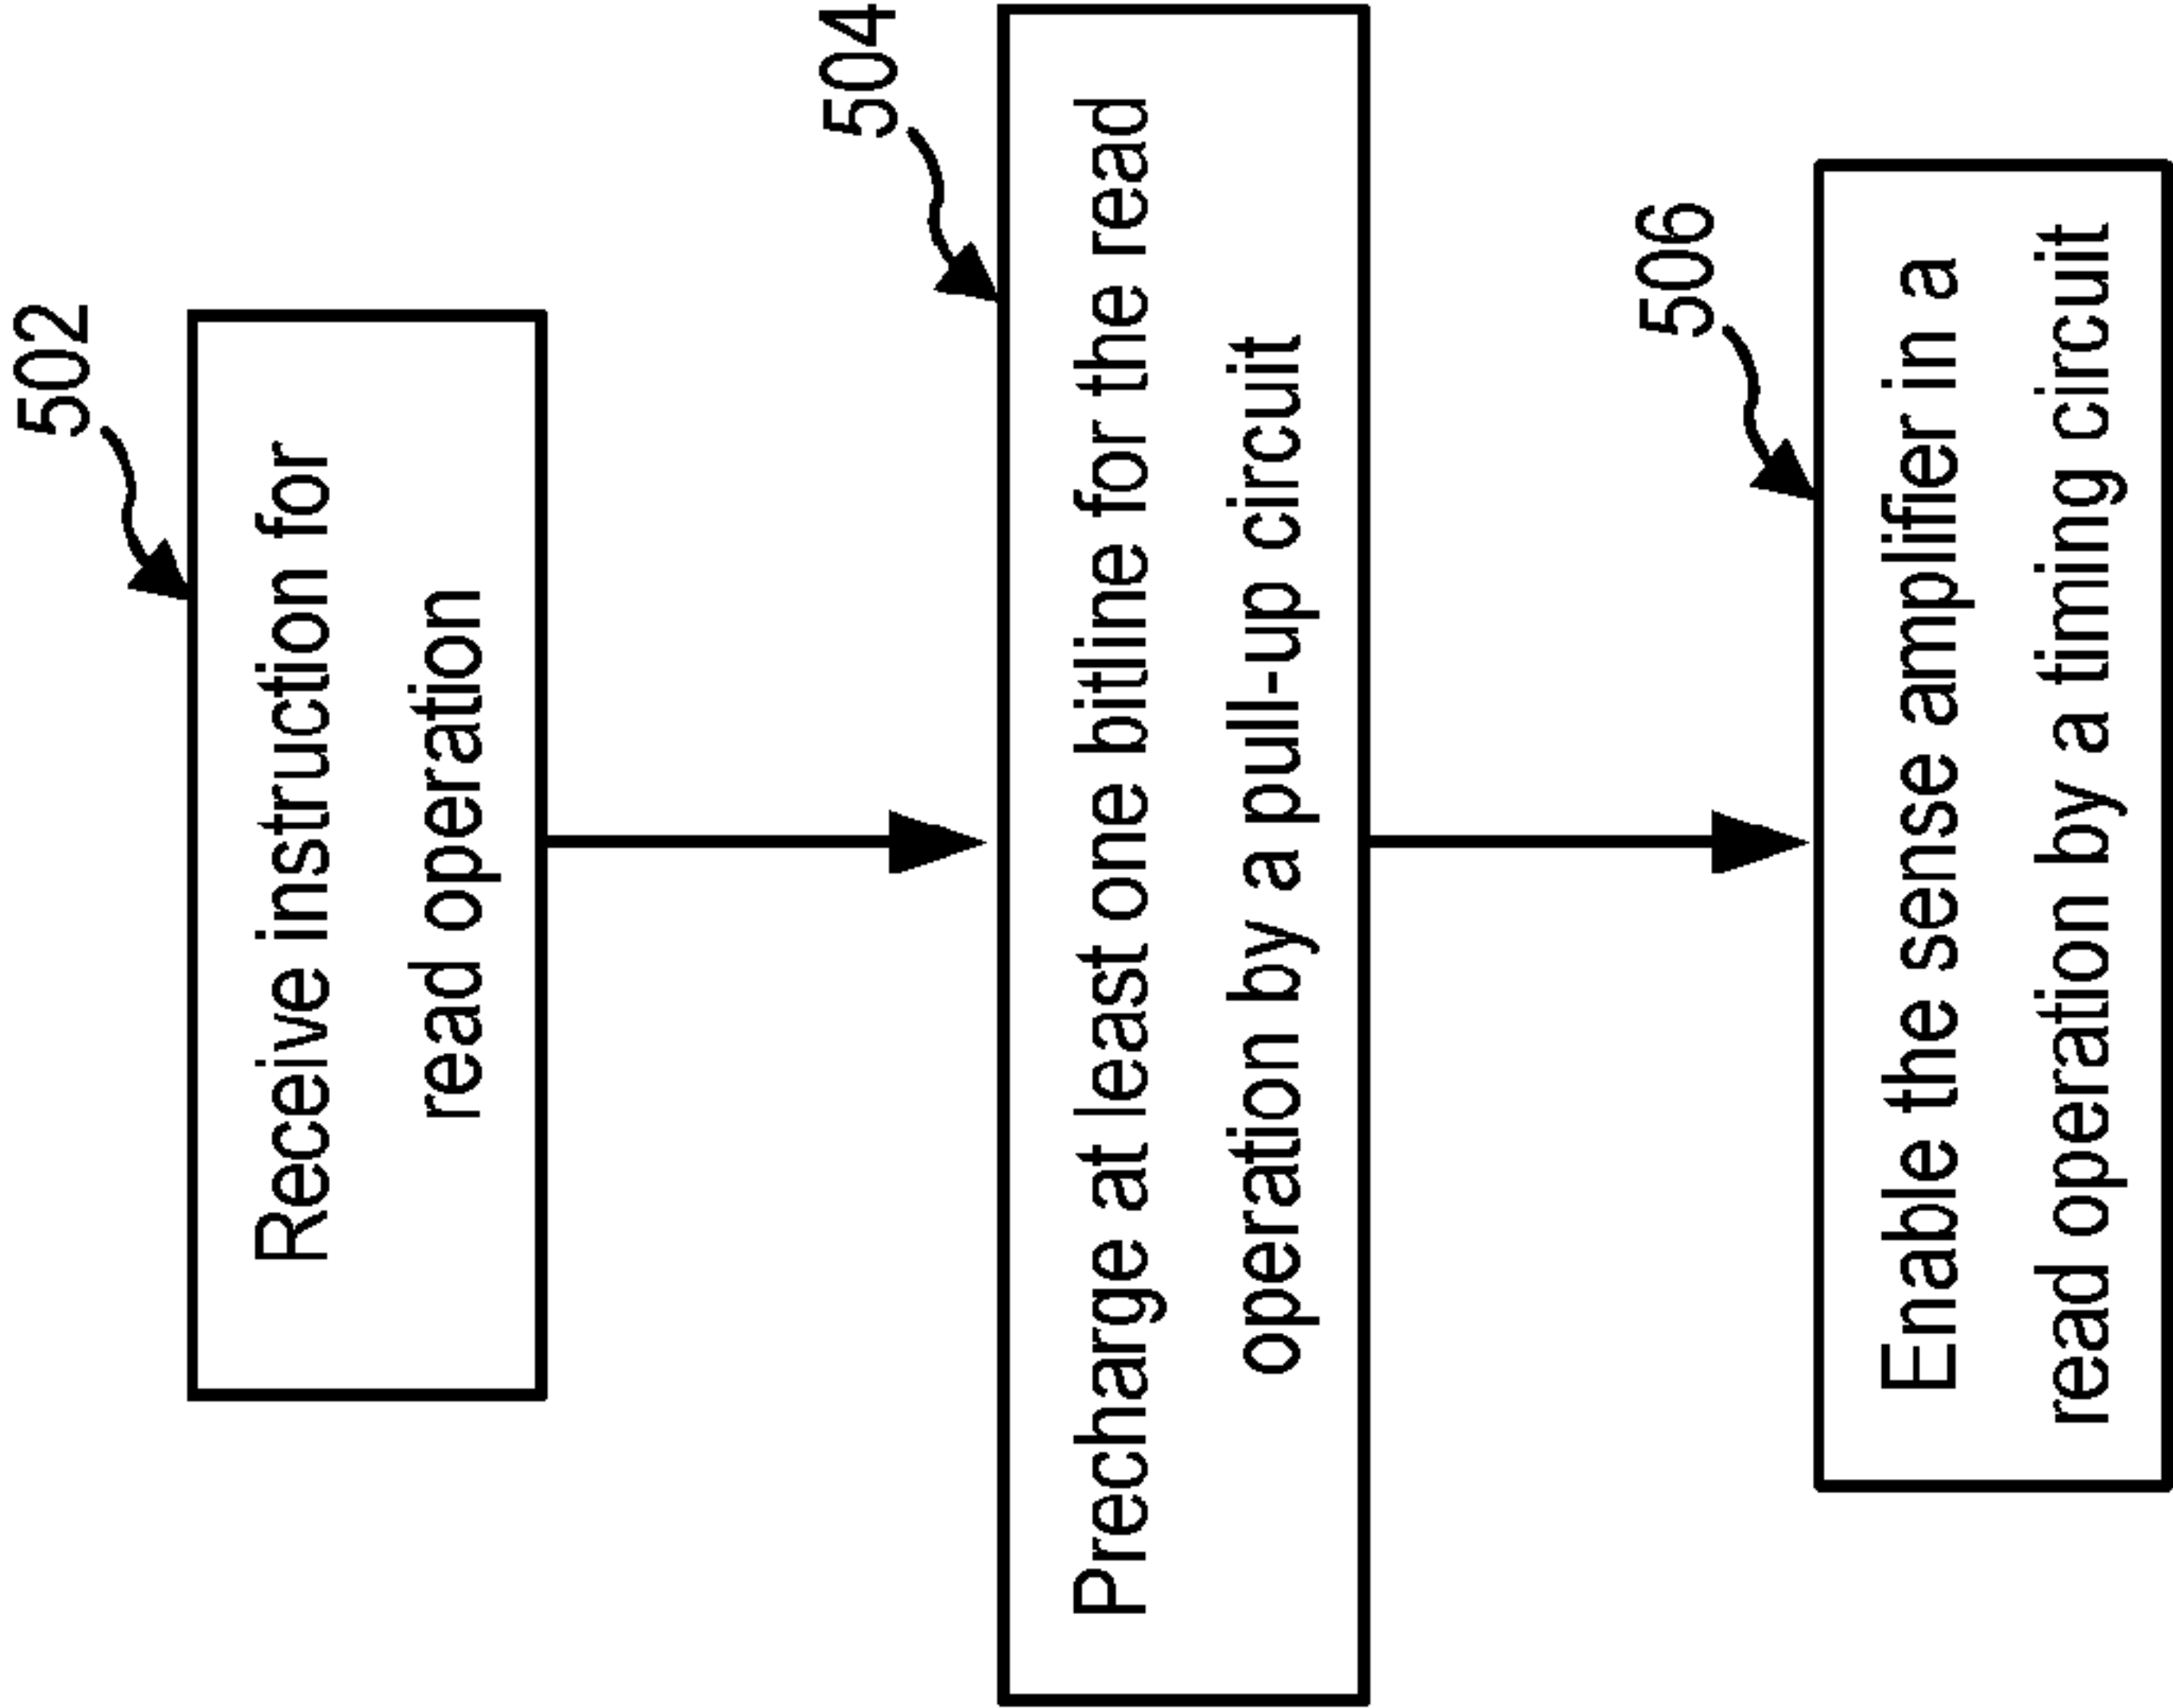 502
Receive instruction for
read operation
504
Precharge at least one bitline for the read
operation by a pull-up circuit
506
Enable the sense amplifier in a
read operation by a timing circuit